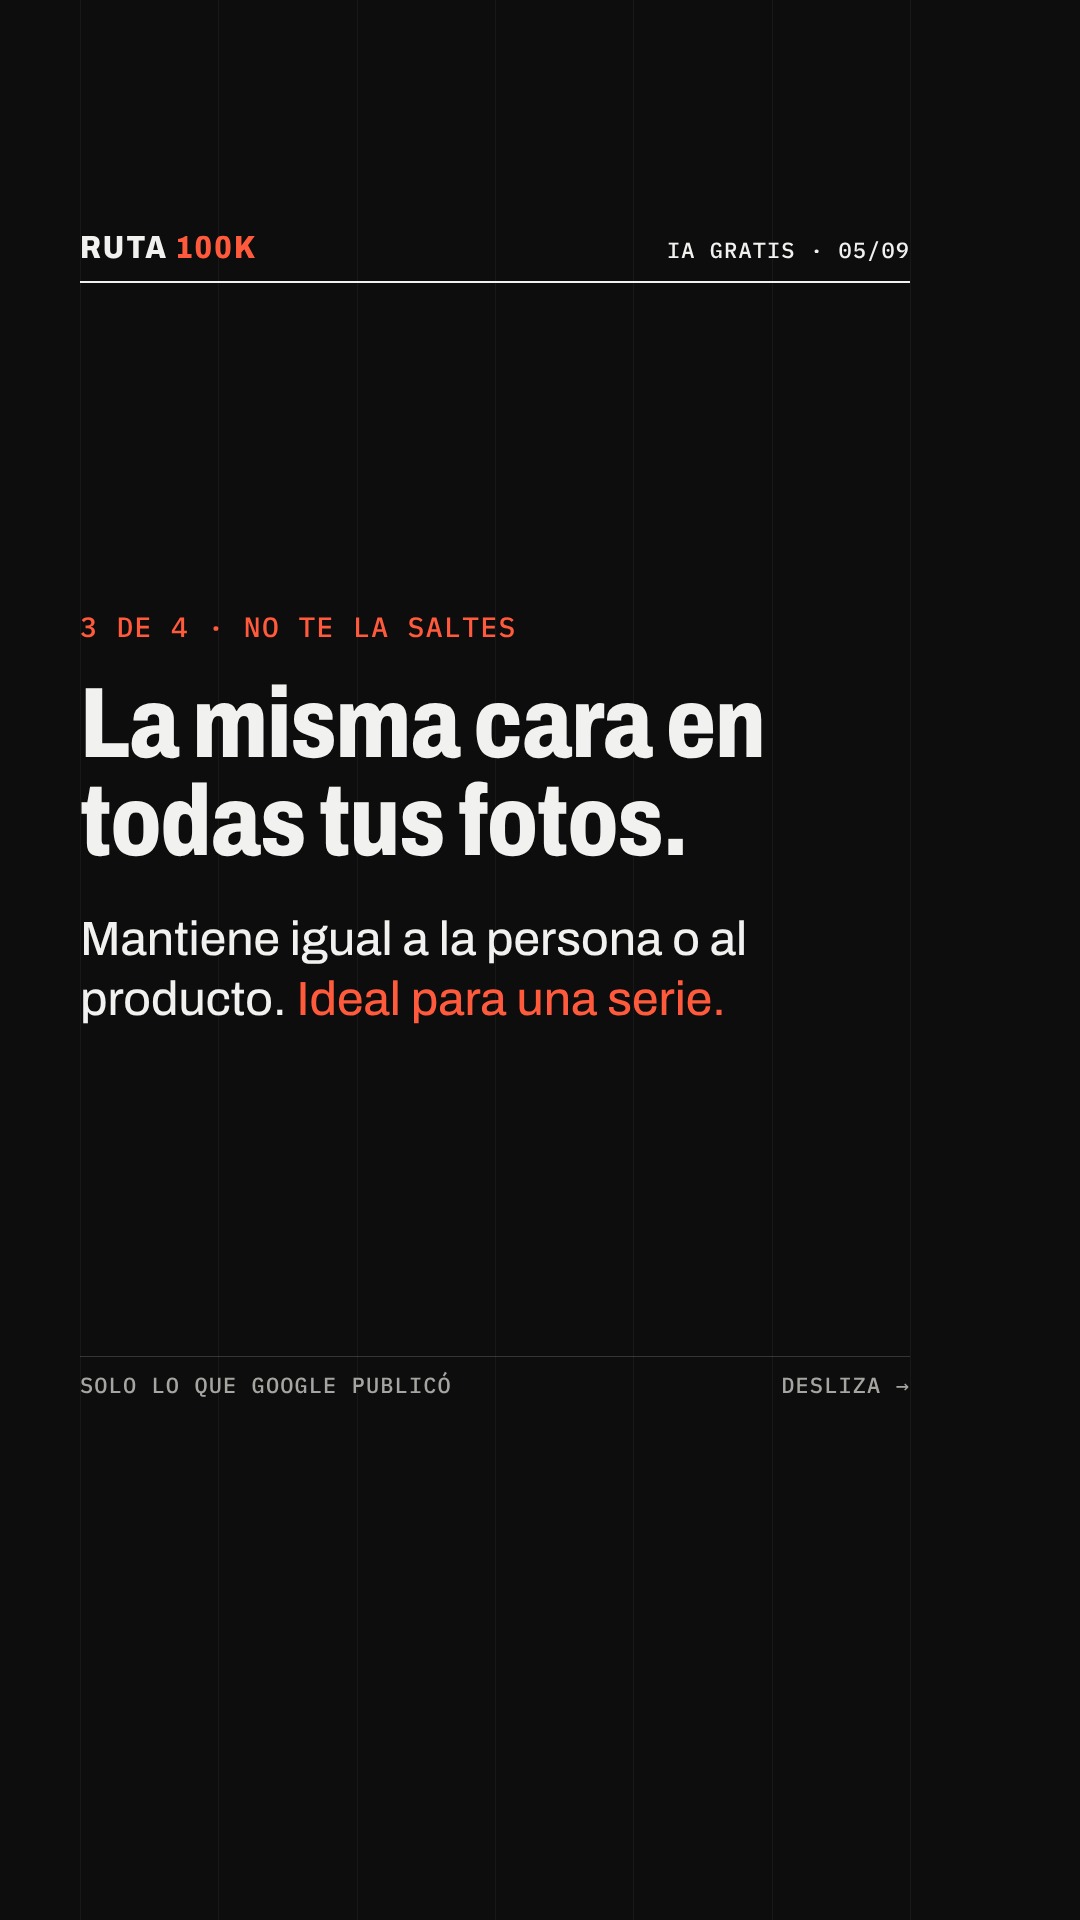 RUTA 100K
IA GRATIS · 05/09
3 DE 4 · NO TE LA SALTES
La misma cara en
todas tus fotos.
Mantiene igual a la persona o al
producto. Ideal para una serie.
SOLO LO QUE GOOGLE PUBLICÓ
DESLIZA →